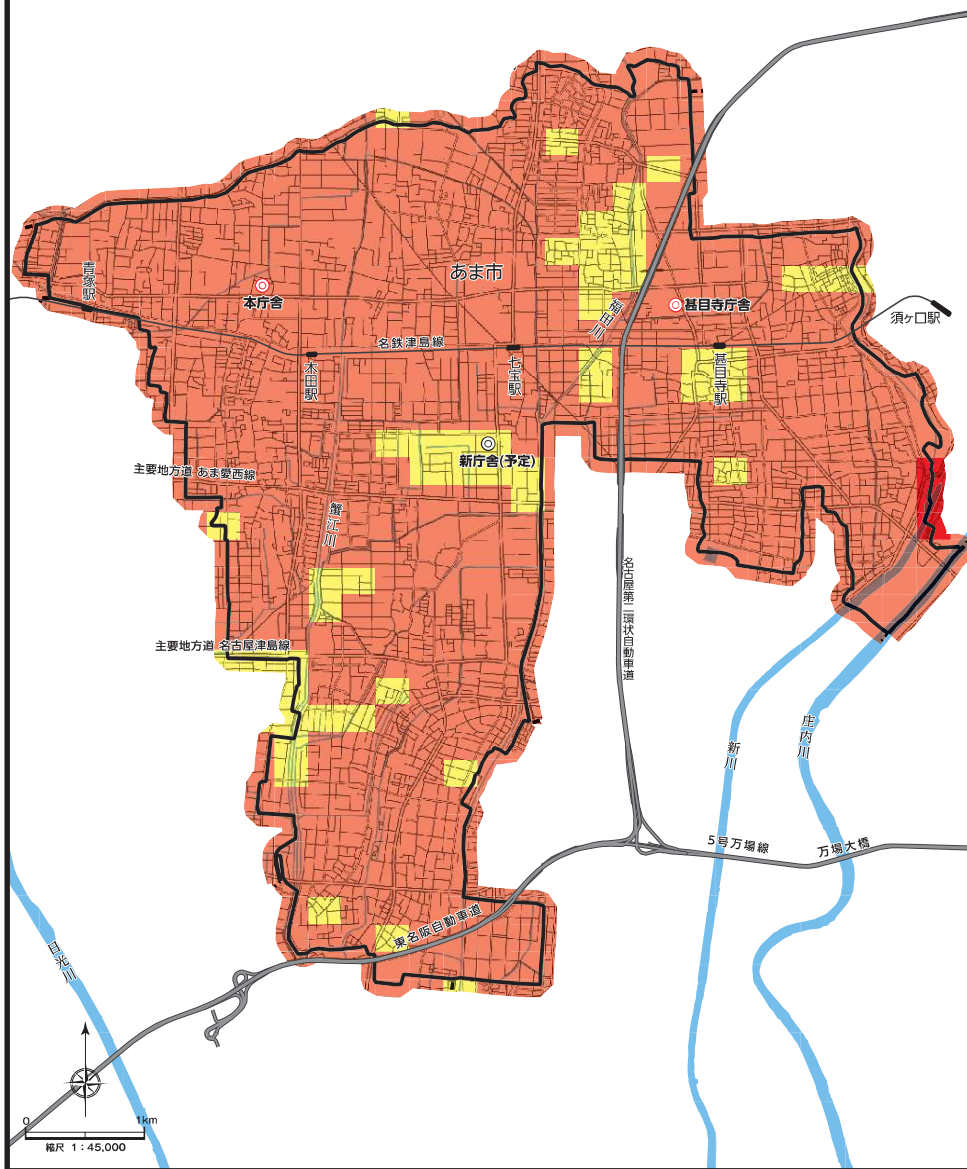 あま市
青塚駅
本庁舎
福田川
甚目寺庁舎
須ヶ口駅
名鉄津島線
木田駅
七宝駅
甚目寺駅
新庁舎(予定)
主要地方道 あま愛西線
蟹江川
名古屋第二環状自動車道
主要地方道 名古屋津島線
新川
庄内川
5号万場線
万場大橋
東名阪自動車道
日光川
0 1km
縮尺 1:45,000